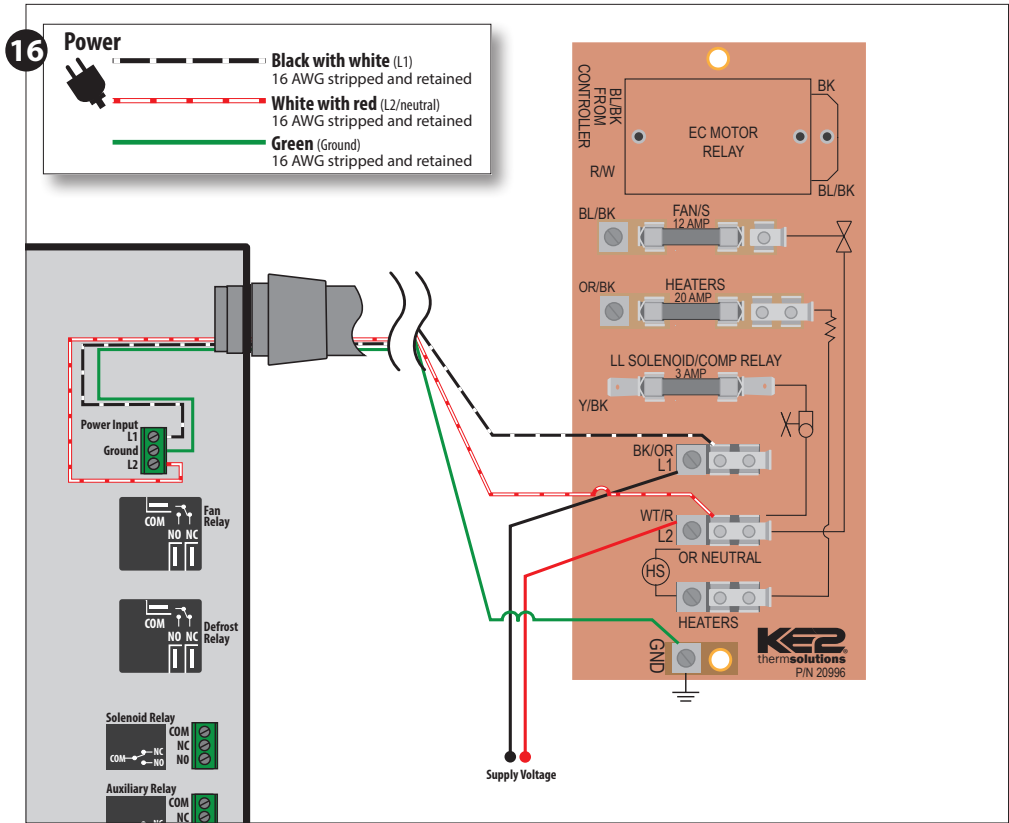 16
Power
Black with white (L1)
16 AWG stripped and retained
White with red (L2/neutral)
16 AWG stripped and retained
Green (Ground)
16 AWG stripped and retained
Power Input
L1
Ground
L2
Fan
Relay
COM
NO NC
Defrost
Relay
COM
NO NC
Solenoid Relay
COM
NC
NO
COM
NC
NO
Auxiliary Relay
COM
NC
NC
BL/BK
FROM
CONTROLLER
R/W
EC MOTOR
RELAY
BK
BL/BK
BL/BK
FAN/S
12 AMP
OR/BK
HEATERS
20 AMP
LL SOLENOID/COMP RELAY
3 AMP
Y/BK
BK/OR
L1
WT/R
L2
OR NEUTRAL
HS
HEATERS
GND
KE2
thermsolutions
P/N 20996
Supply Voltage